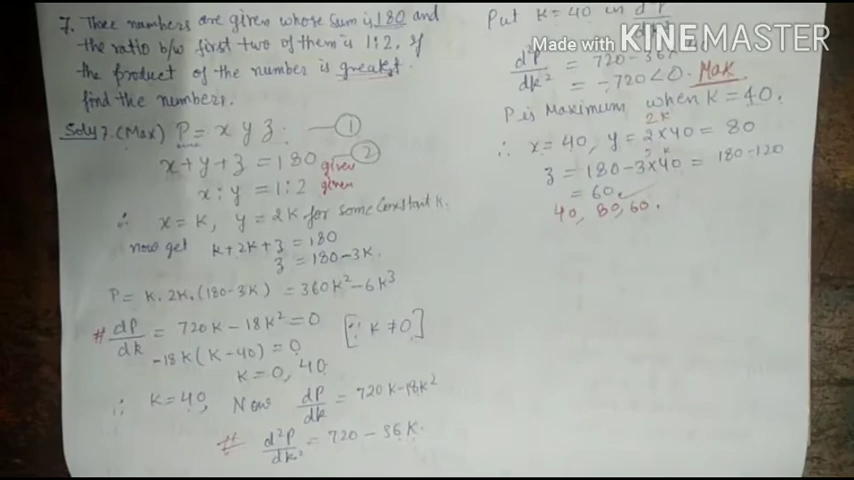 7. Three numbers are given whose sum is 180 and
the ratio b/w first two of them is 1:2. If
the product of the number is greatest.
find the numbers.
Soln 7. (Max) P = x y z. — ①
x+y+z = 180 — ②
given
x:y = 1:2 given
∴ x = K, y = 2K for some Constant K.
now get K+2K+z = 180
z = 180-3K.
P = K. 2K. (180-3K) = 360K² - 6K³
# dP/dK = 720K - 18K² = 0 [∵ K ≠ 0]
-18K (K-40) = 0
K = 0, 40
∴ K = 40, Now dP/dK = 720K-18K²
# d²P/dK² = 720 - 36K.
Put K = 40 in d²P/dK²
Made with KINEMASTER
d²P/dK² = 720-36
= -720 < 0. Max
P is Maximum when K = 40.
2K
∴ x = 40, y = 2×40 = 80
z = 180-3×40 = 180-120
= 60.
40, 80, 60.